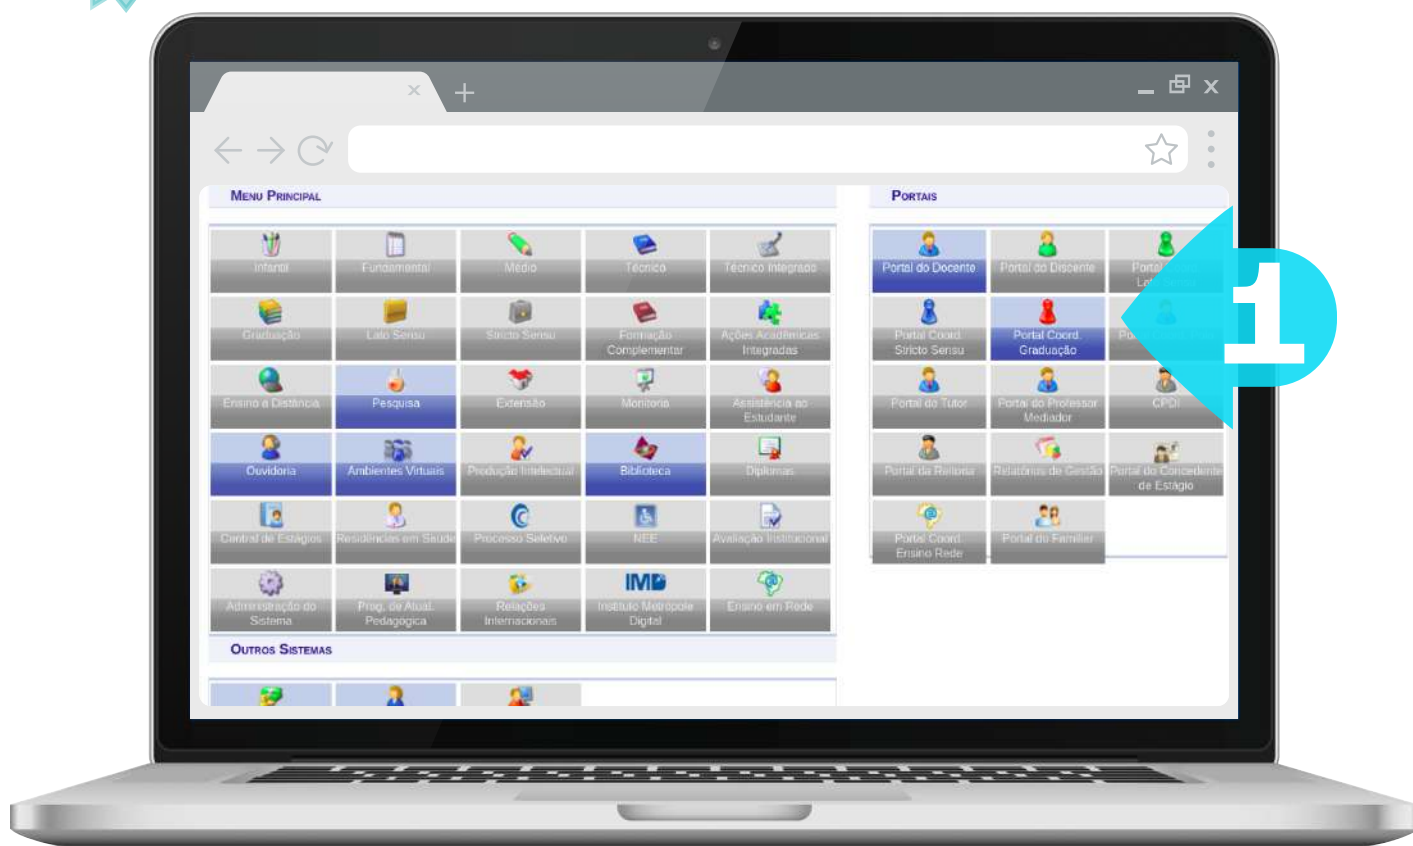 MENU PRINCIPAL
Infantil
Fundamental
Médio
Técnico
Técnico Integrado
Graduação
Lato Sensu
Stricto Sensu
Formação
Complementar
Ações Acadêmicas
Integradas
Ensino a Distância
Pesquisa
Extensão
Monitoria
Assistência ao
Estudante
Ouvidoria
Ambientes Virtuais
Produção Intelectual
Biblioteca
Diplomas
Central de Estágios
Residências em Saúde
Processo Seletivo
NEE
Avaliação Institucional
Administração do
Sistema
Prog. de Atual.
Pedagógica
Relações
Internacionais
IMD
Instituto Metrópole
Digital
Ensino em Rede
OUTROS SISTEMAS
PORTAIS
Portal do Docente
Portal do Discente
Portal
Portal Coord.
Stricto Sensu
Portal Coord.
Graduação
Portal do Tutor
Portal do Professor
Mediador
CPDI
Portal da Reitoria
Relatórios de Gestão
Portal do Concedente
de Estágio
Portal Coord.
Ensino Rede
Portal do Familiar
1